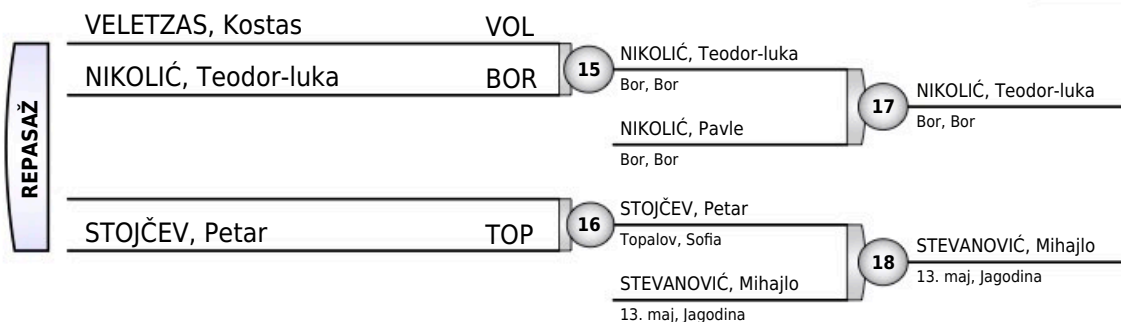 REPASAŽ
VELETZAS, Kostas VOL
NIKOLIĆ, Teodor-luka BOR
15
NIKOLIĆ, Teodor-luka
Bor, Bor
NIKOLIĆ, Pavle
Bor, Bor
17
NIKOLIĆ, Teodor-luka
Bor, Bor
STOJČEV, Petar TOP
16
STOJČEV, Petar
Topalov, Sofia
STEVANOVIĆ, Mihajlo
13. maj, Jagodina
18
STEVANOVIĆ, Mihajlo
13. maj, Jagodina